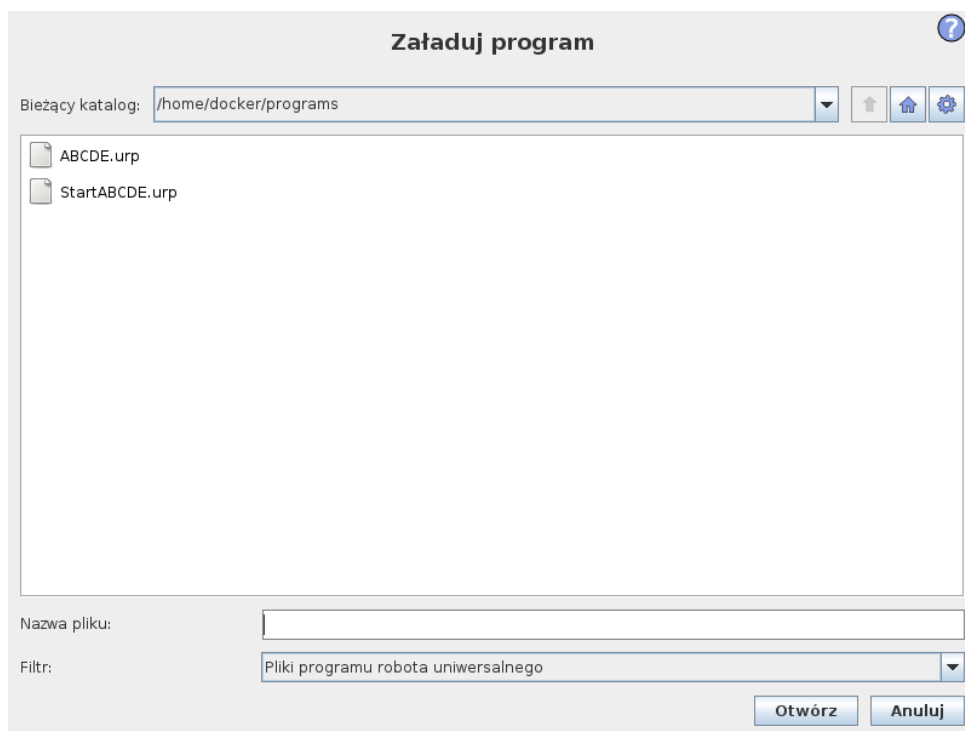 Załaduj program
?
Bieżący katalog: /home/docker/programs
ABCDE.urp
StartABCDE.urp
Nazwa pliku:
Filtr: Pliki programu robota uniwersalnego
Otwórz Anuluj